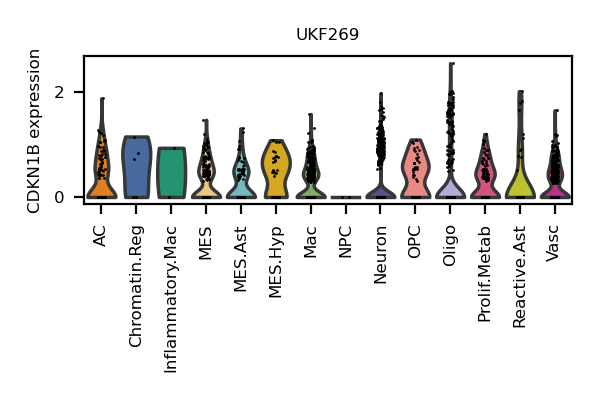 UKF269
CDKN1B expression
2
0
AC
Chromatin.Reg
Inflammatory.Mac
MES
MES.Ast
MES.Hyp
Mac
NPC
Neuron
OPC
Oligo
Prolif.Metab
Reactive.Ast
Vasc